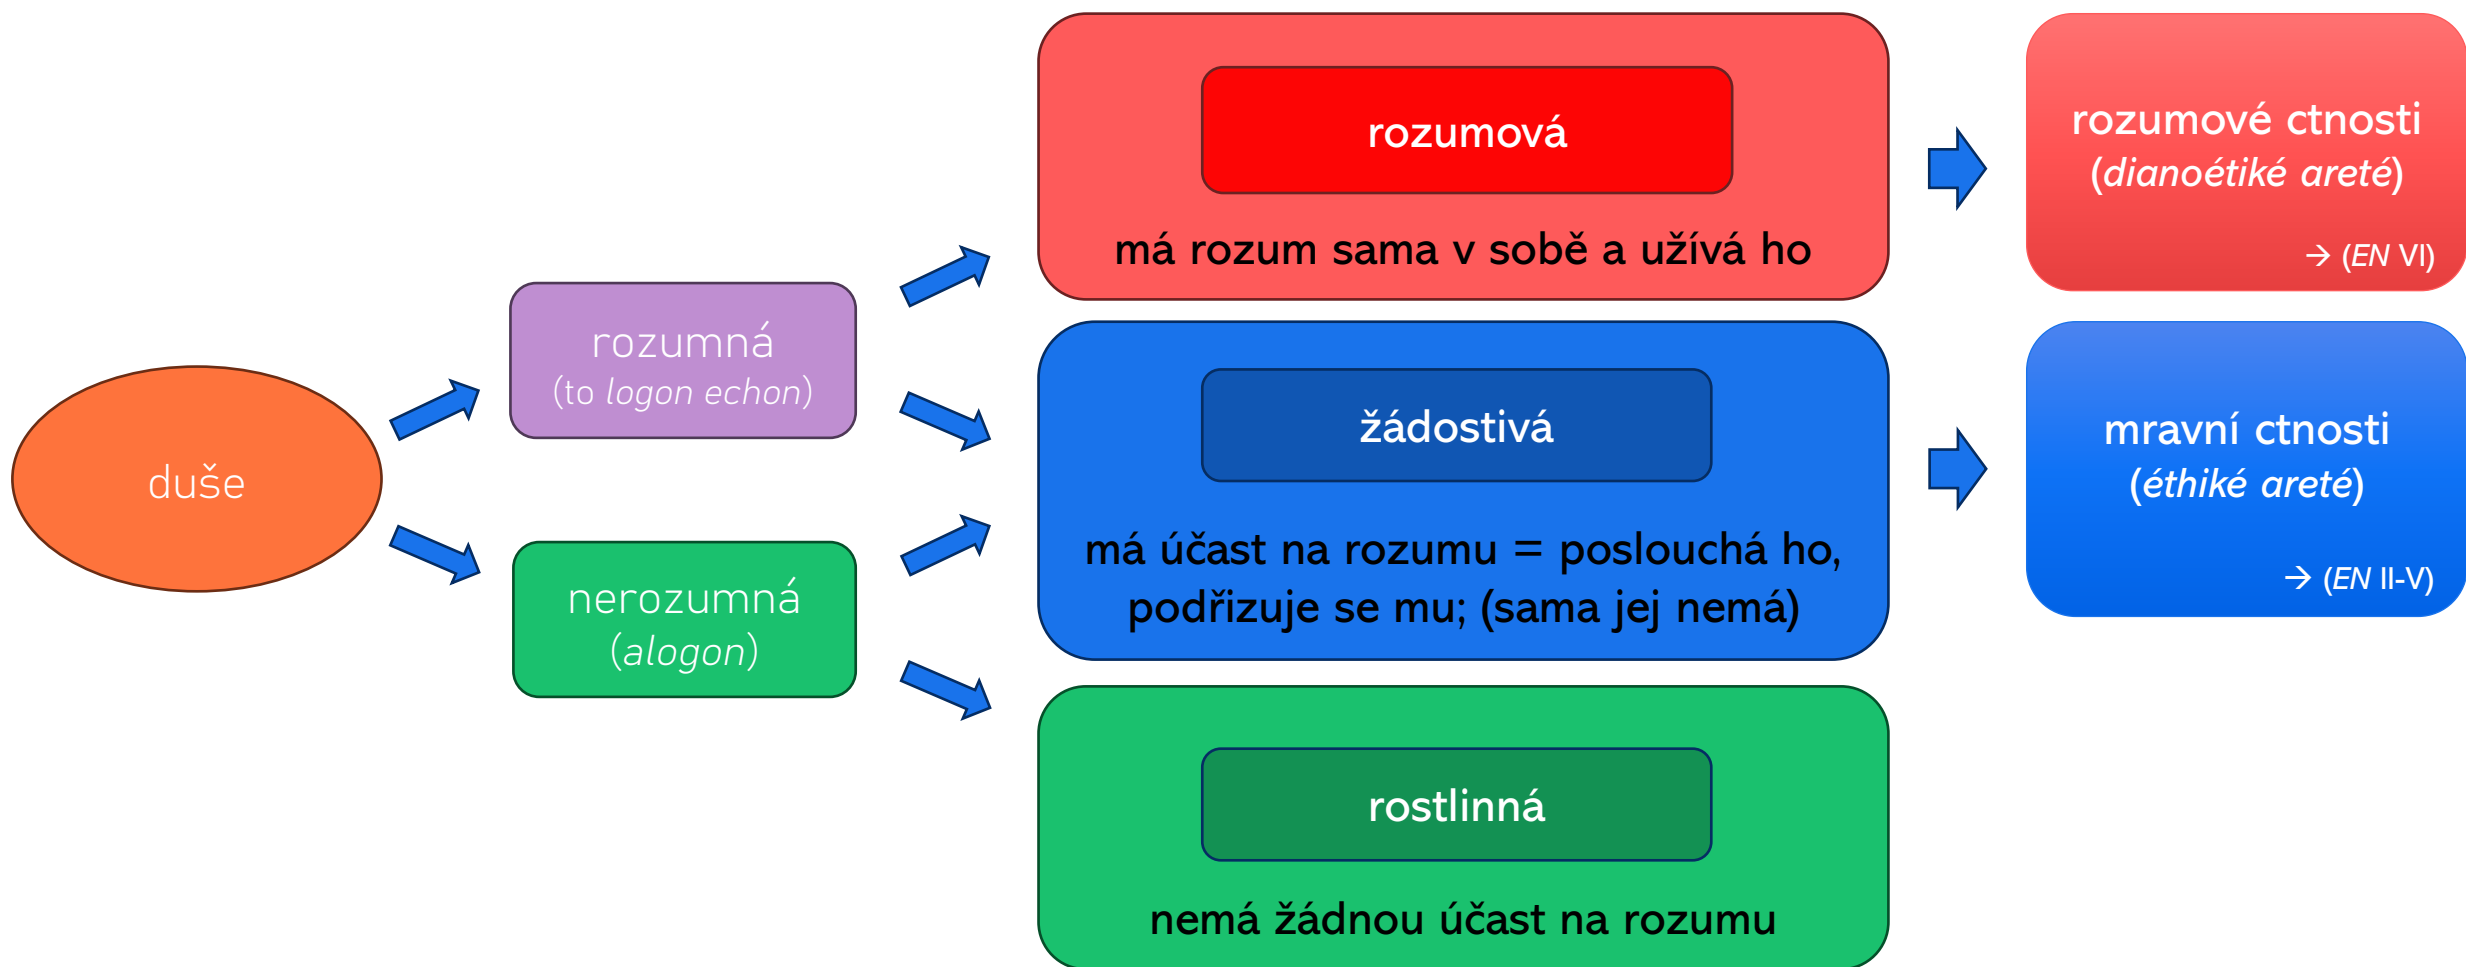 duše
rozumná
(to logon echon)
nerozumná
(alogon)
rozumová
má rozum sama v sobě a užívá ho
žádostivá
má účast na rozumu = poslouchá ho,
podřizuje se mu; (sama jej nemá)
rostlinná
nemá žádnou účast na rozumu
rozumové ctnosti
(dianoétiké areté)
→ (EN VI)
mravní ctnosti
(éthiké areté)
→ (EN II-V)